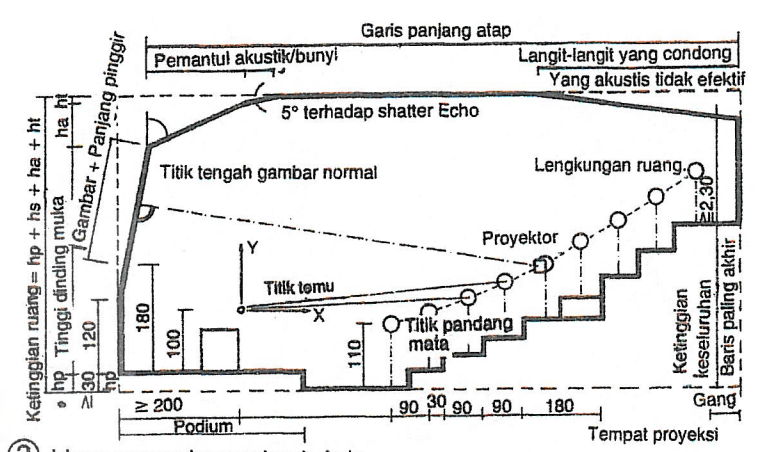 Garis panjang atap
Pemantul akustik/bunyi
Langit-langit yang condong
Yang akustis tidak efektif
5° terhadap shatter Echo
Ketinggian ruang = hp + hs + ha + ht
ha ht
Tinggi dinding muka
hp
Gambar + Panjang pinggir
Titik tengah gambar normal
Lengkungan ruang
≥2,30
Proyektor
Y
Titik temu
X
Titik pandang
mata
180
100
120
110
≥ 30
hp
Ketinggian
keseluruhan
Baris paling akhir
≥ 200
90 30 90 90 180
Gang
Podium
Tempat proyeksi